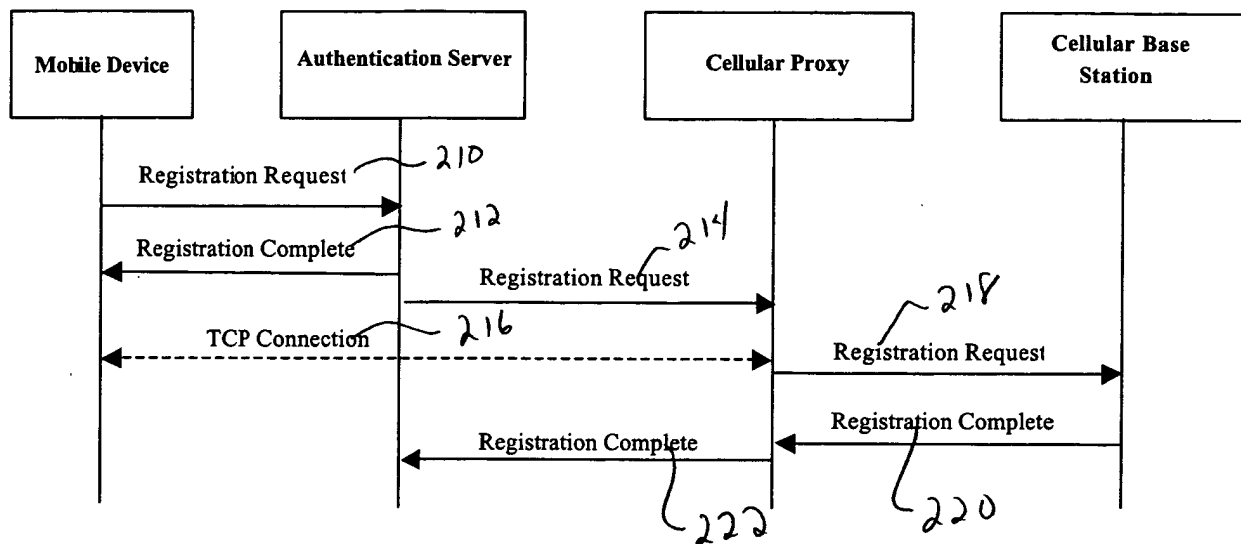 Mobile Device
Authentication Server
Cellular Proxy
Cellular Base
Station
Registration Request
210
Registration Complete
212
Registration Request
214
TCP Connection
216
Registration Request
218
Registration Complete
220
Registration Complete
222